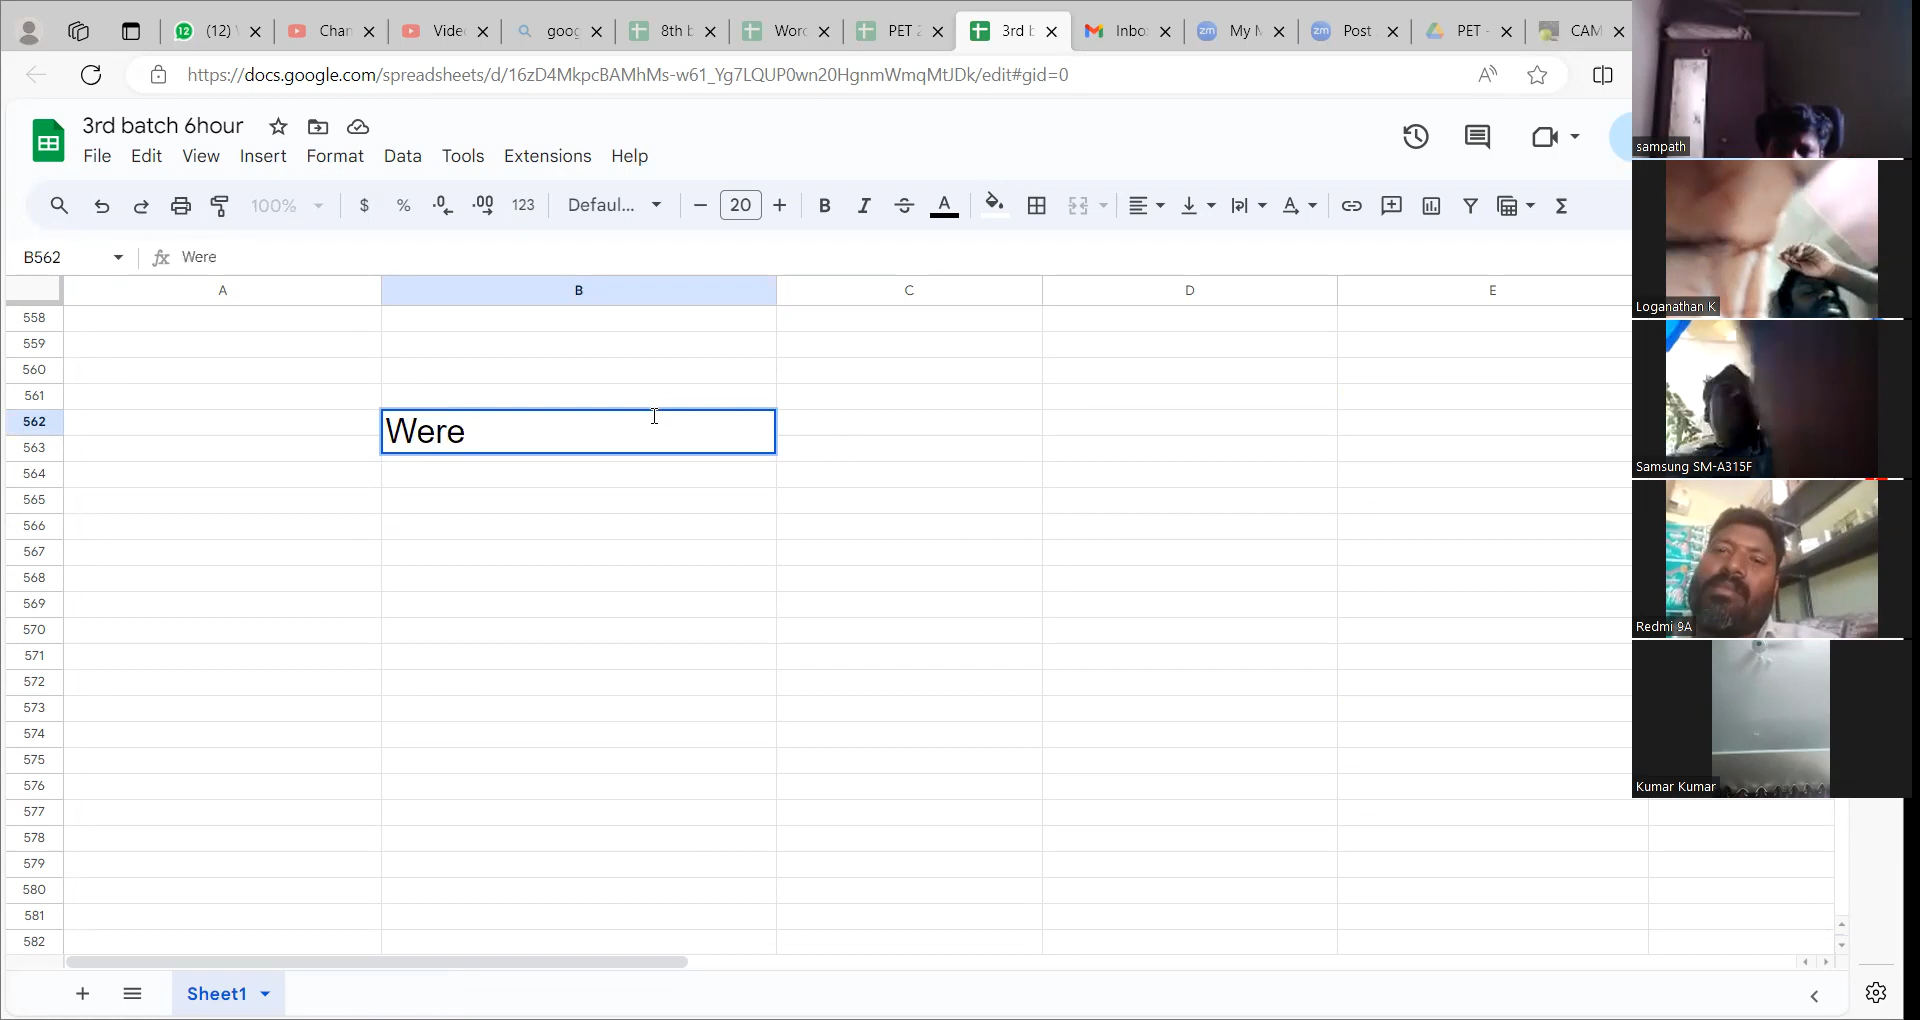 (12)
Chan
Vide
goog
8th b
Word
PET 2
3rd b
Inbo
My M
Post
PET -
CAM
https://docs.google.com/spreadsheets/d/16zD4MkpcBAMhMs-w61_Yg7LQUP0wn20HgnmWmqMtJDk/edit#gid=0
3rd batch 6hour
File Edit View Insert Format Data Tools Extensions Help
100% $ % .0 .00 123 Defaul... 20 B I A
B562 fx Were
A B C D E
558
559
560
561
562
Were
563
564
565
566
567
568
569
570
571
572
573
574
575
576
577
578
579
580
581
582
Sheet1
sampath
Loganathan K
Samsung SM-A315F
Redmi 9A
Kumar Kumar